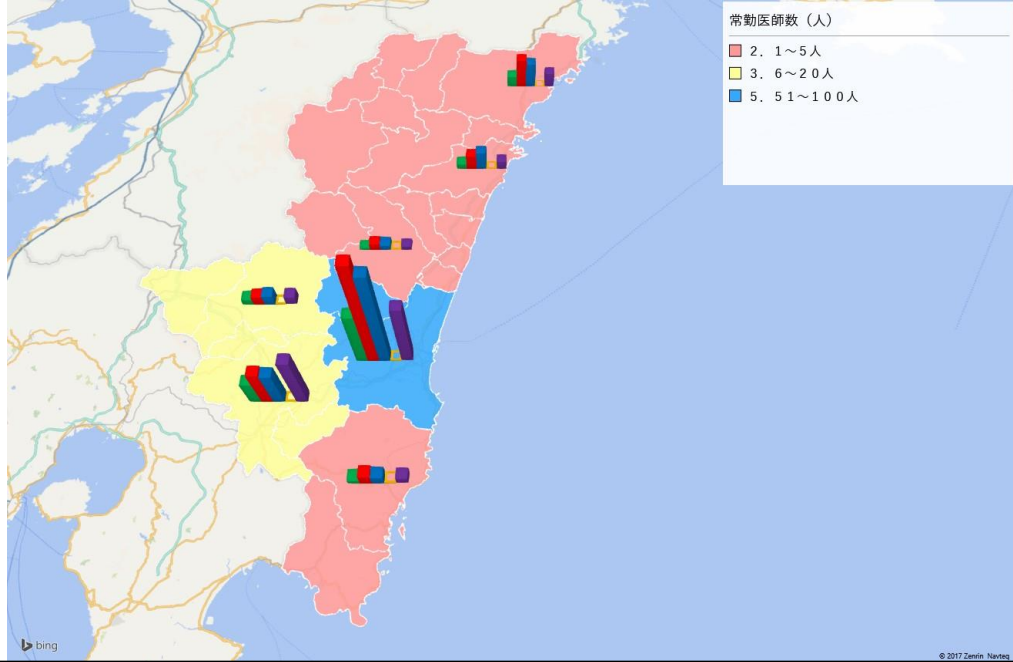 常勤医師数（人）
２．１～５人
３．６～２０人
５．５１～１００人
bing
© 2017 Zenrin Navteq